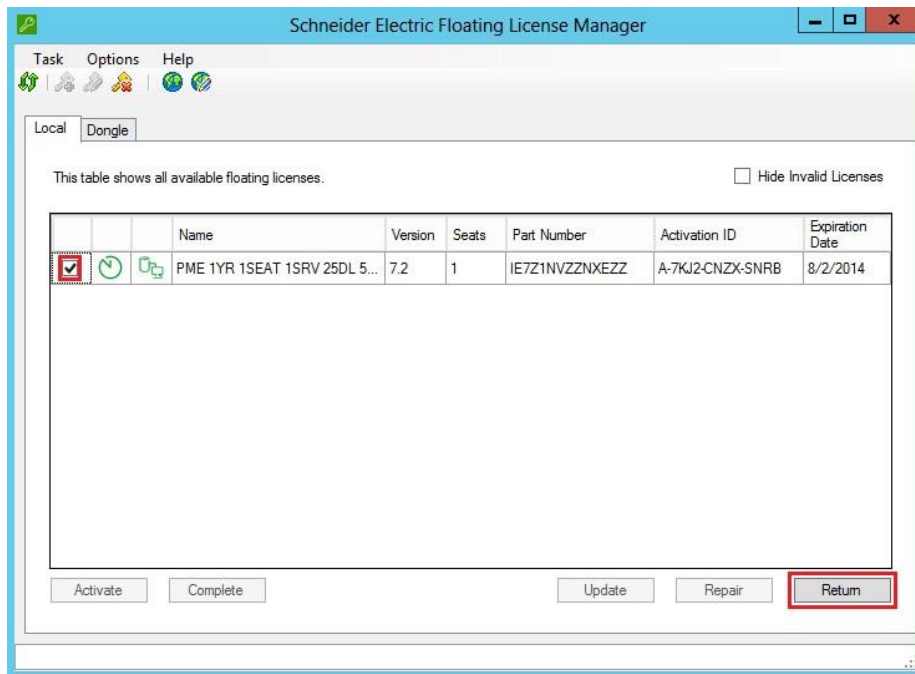 Schneider Electric Floating License Manager
Task Options Help
Local Dongle
This table shows all available floating licenses. Hide Invalid Licenses
Name Version Seats Part Number Activation ID Expiration Date
PME 1YR 1SEAT 1SRV 25DL 5... 7.2 1 IE7Z1NVZZNXEZZ A-7KJ2-CNZX-SNRB 8/2/2014
Activate Complete Update Repair Return